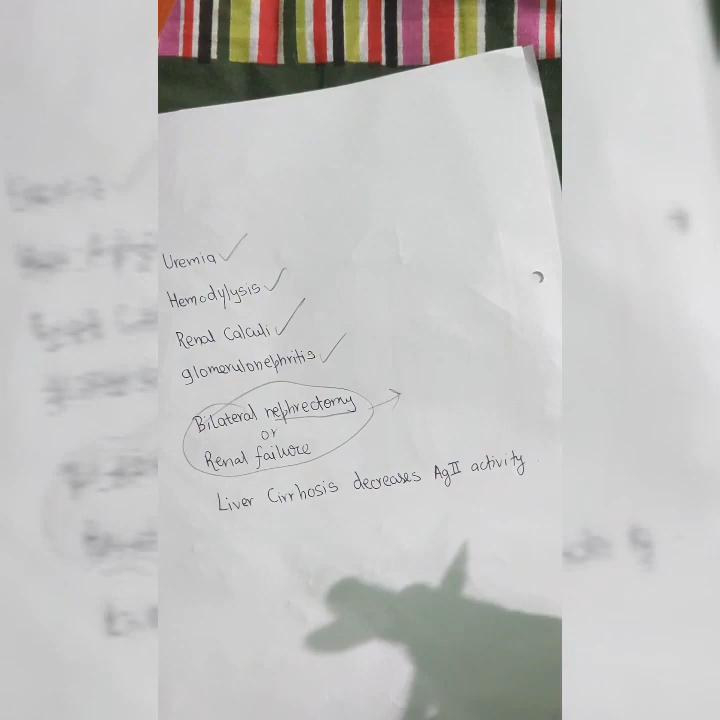 Uremia
Hemodylysis
Renal Calculi
glomerulonephritis
Bilateral nephrectomy
or
Renal failure
Liver Cirrhosis decreases AgII activity